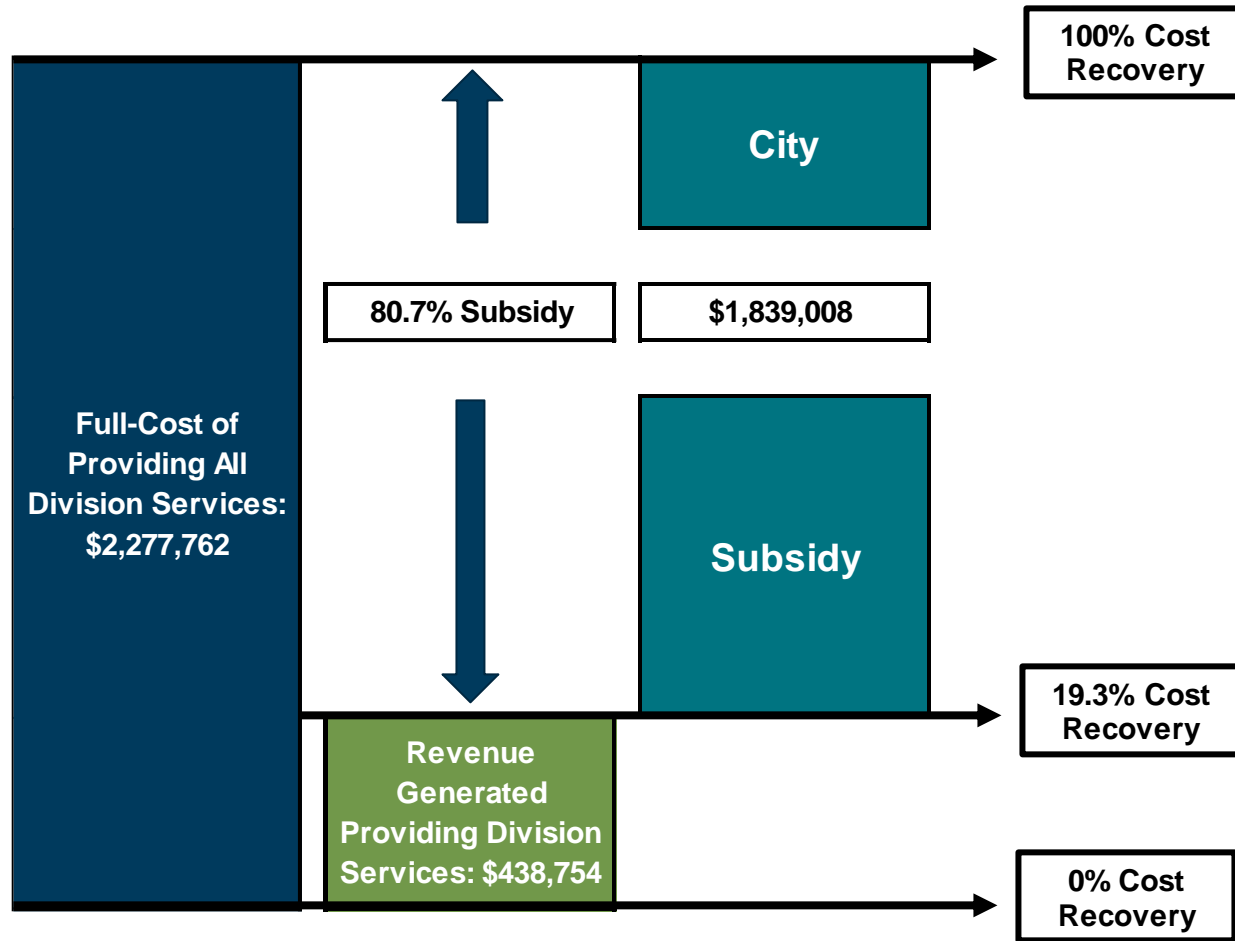 100% Cost
Recovery
City
80.7% Subsidy
$1,839,008
Full-Cost of
Providing All
Division Services:
$2,277,762
Subsidy
19.3% Cost
Recovery
Revenue
Generated
Providing Division
Services: $438,754
0% Cost
Recovery